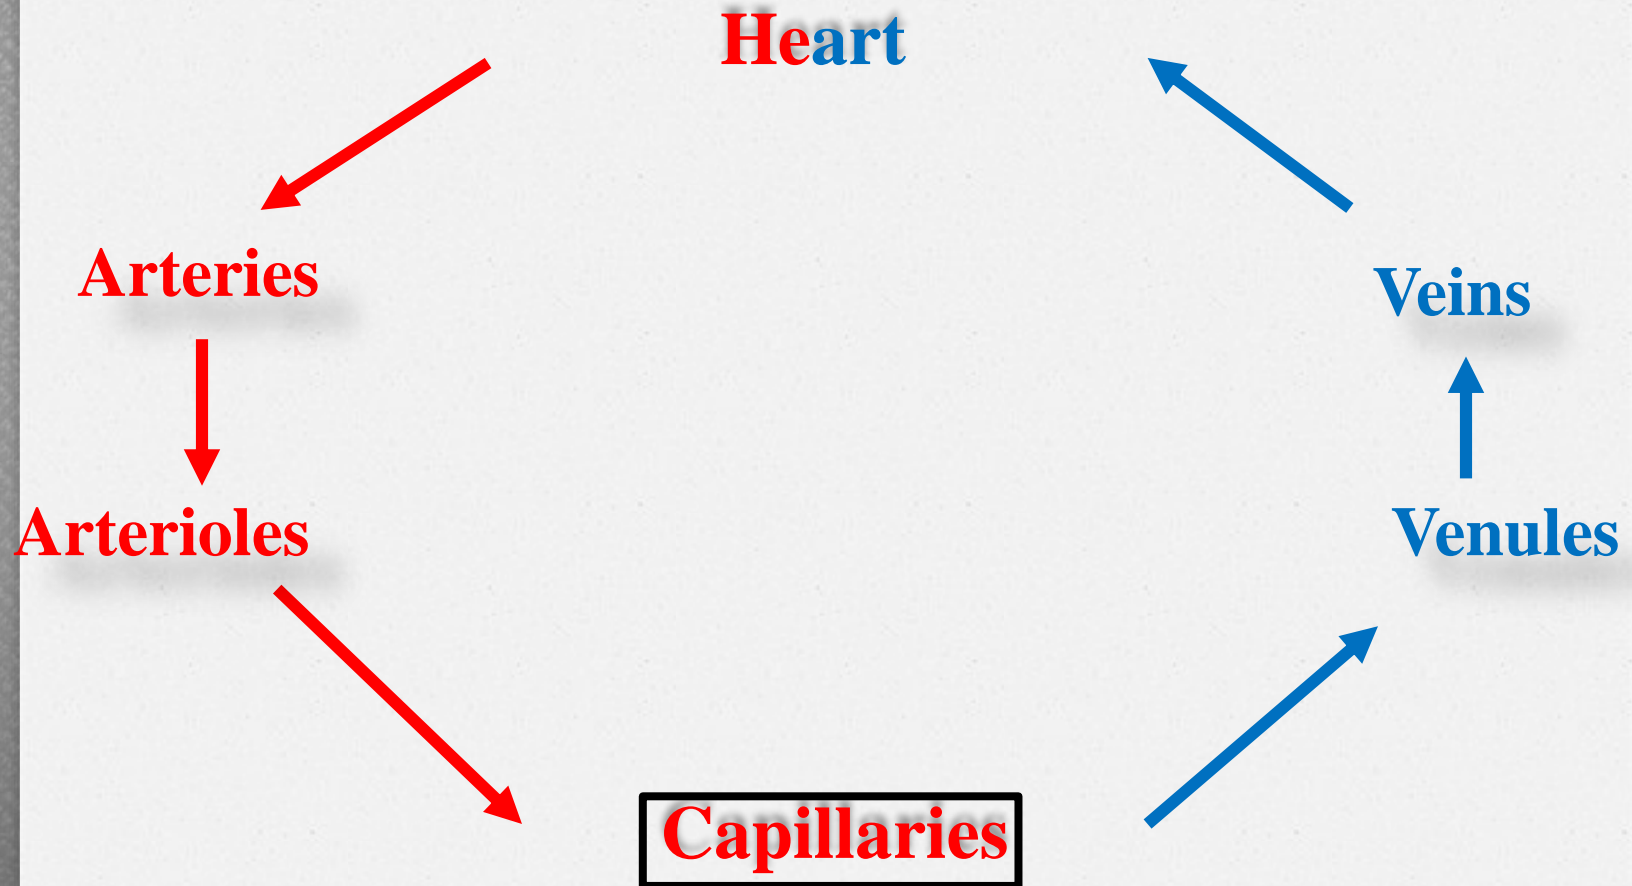 Heart
Arteries
Veins
Arterioles
Venules
Capillaries